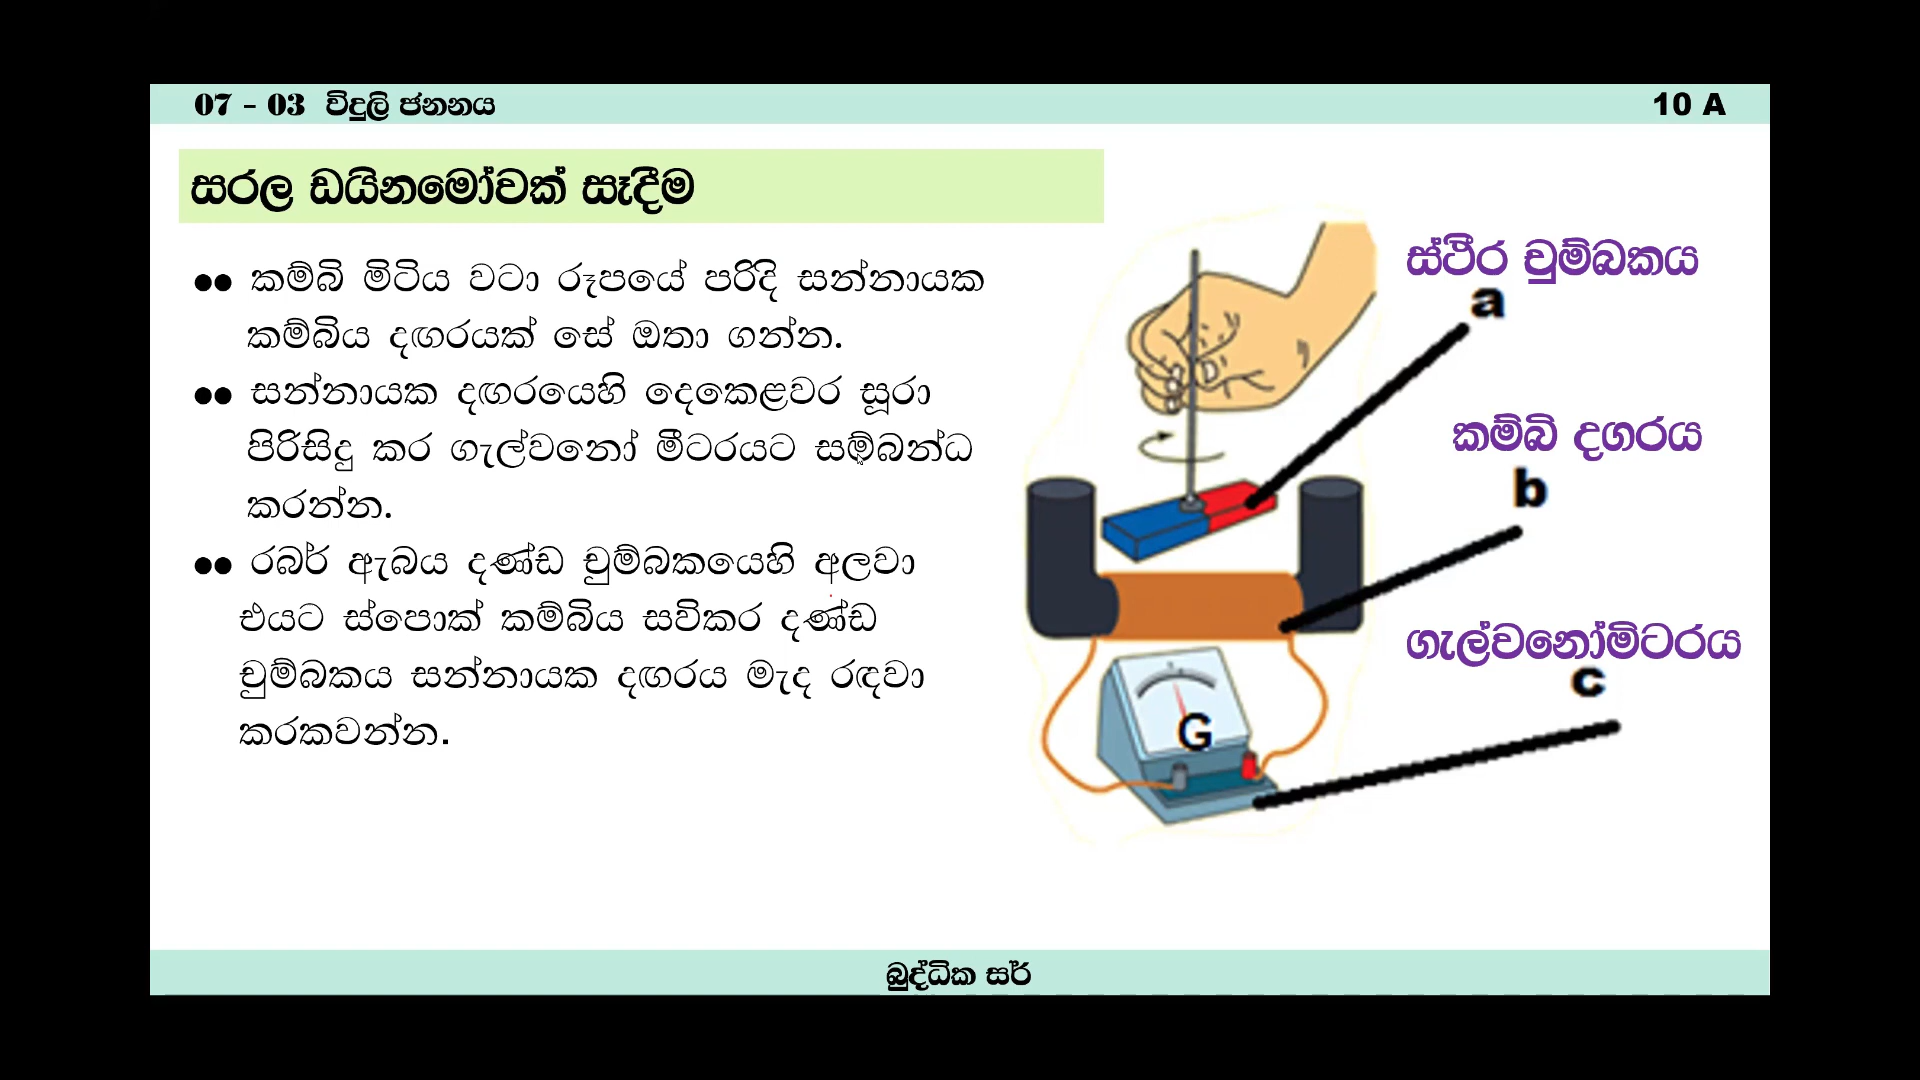 07 - 03 විදුලි ජනනය
10 A
සරල ඩයිනමෝවක් සෑදීම
•• කම්බි මිටිය වටා රූපයේ පරිදි සන්නායක
කම්බිය දඟරයක් සේ ඔතා ගන්න.
•• සන්නායක දඟරයෙහි දෙකෙළවර සූරා
පිරිසිදු කර ගැල්වනෝ මීටරයට සම්බන්ධ
කරන්න.
•• රබර් ඇබය දණ්ඩ චුම්බකයෙහි අලවා
එයට ස්පොක් කම්බිය සවිකර දණ්ඩ
චුම්බකය සන්නායක දඟරය මැද රඳවා
කරකවන්න.
ස්ථිර චුම්බකය
a
කම්බි දගරය
b
ගැල්වනෝමිටරය
c
G
බුද්ධික සර්